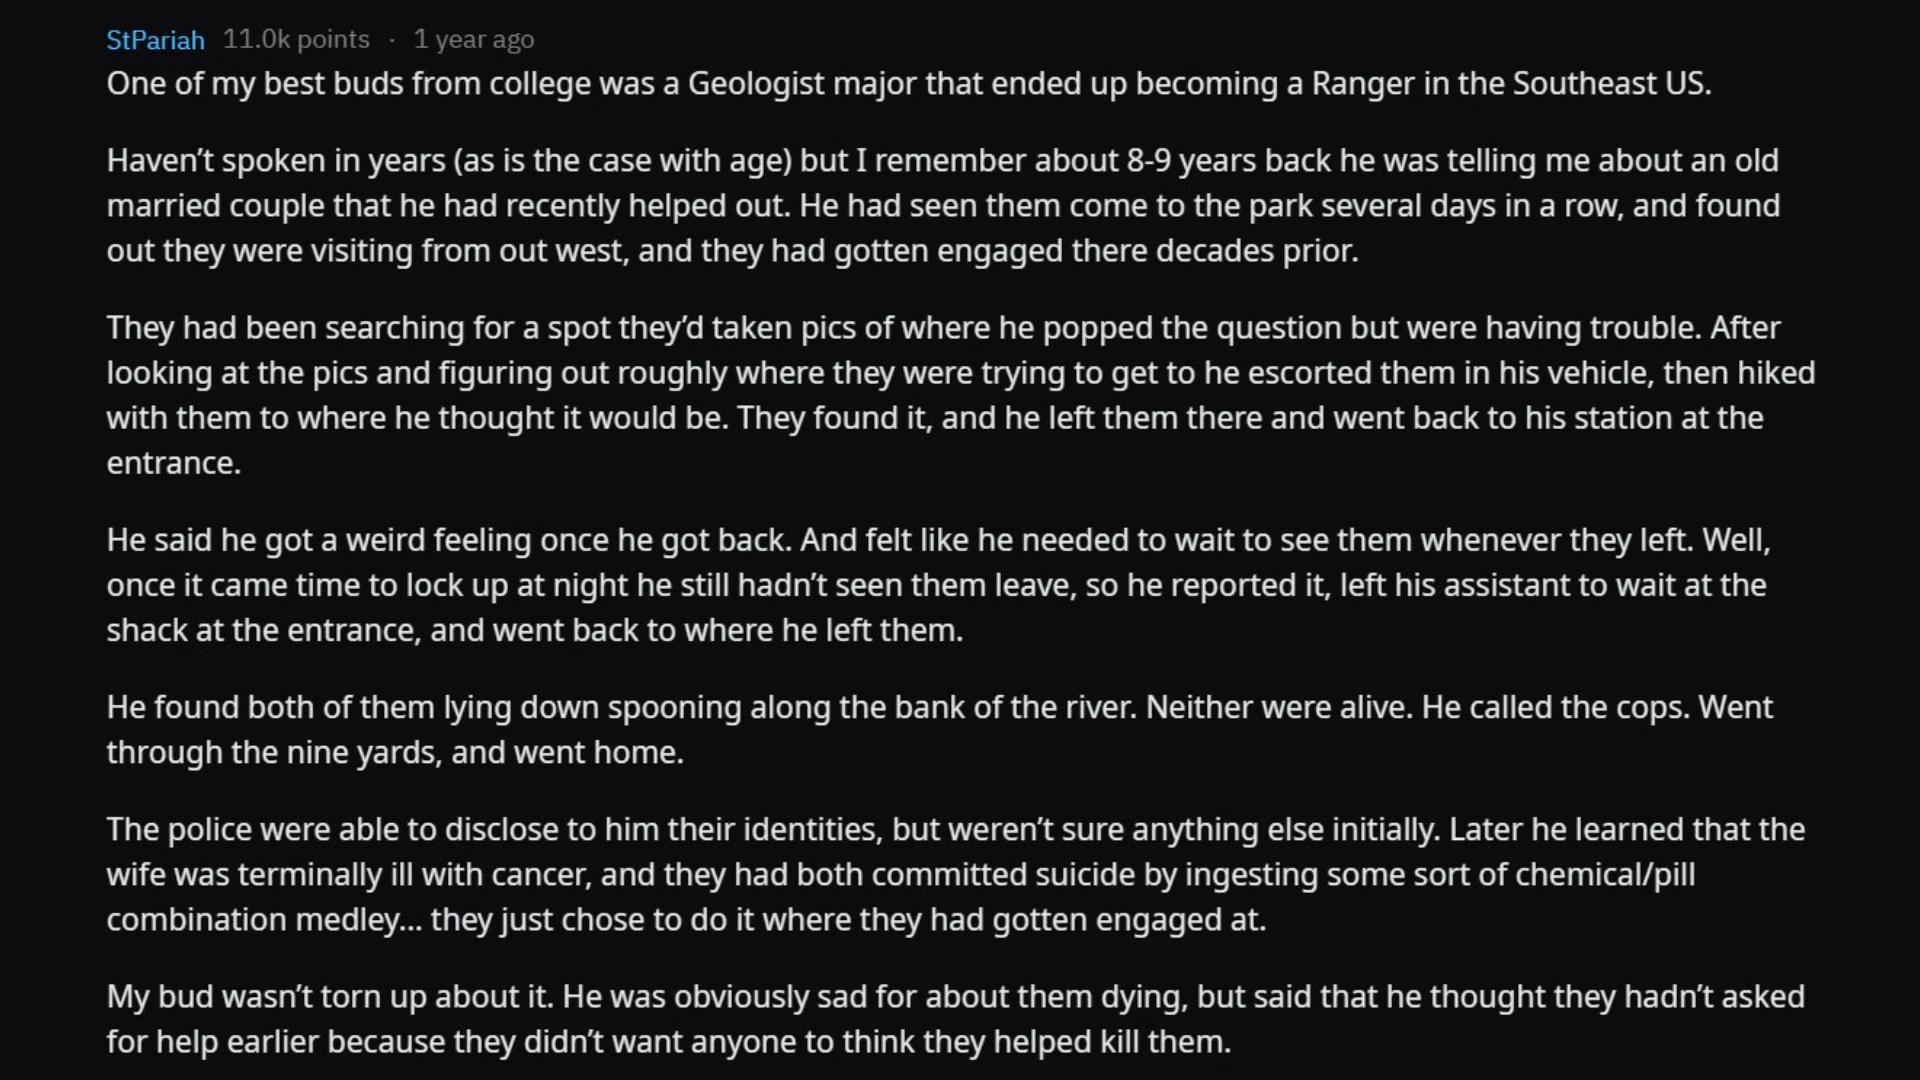 StPariah 11.0k points · 1 year ago
One of my best buds from college was a Geologist major that ended up becoming a Ranger in the Southeast US.
Haven’t spoken in years (as is the case with age) but I remember about 8-9 years back he was telling me about an old
married couple that he had recently helped out. He had seen them come to the park several days in a row, and found
out they were visiting from out west, and they had gotten engaged there decades prior.
They had been searching for a spot they’d taken pics of where he popped the question but were having trouble. After
looking at the pics and figuring out roughly where they were trying to get to he escorted them in his vehicle, then hiked
with them to where he thought it would be. They found it, and he left them there and went back to his station at the
entrance.
He said he got a weird feeling once he got back. And felt like he needed to wait to see them whenever they left. Well,
once it came time to lock up at night he still hadn’t seen them leave, so he reported it, left his assistant to wait at the
shack at the entrance, and went back to where he left them.
He found both of them lying down spooning along the bank of the river. Neither were alive. He called the cops. Went
through the nine yards, and went home.
The police were able to disclose to him their identities, but weren’t sure anything else initially. Later he learned that the
wife was terminally ill with cancer, and they had both committed suicide by ingesting some sort of chemical/pill
combination medley... they just chose to do it where they had gotten engaged at.
My bud wasn’t torn up about it. He was obviously sad for about them dying, but said that he thought they hadn’t asked
for help earlier because they didn’t want anyone to think they helped kill them.